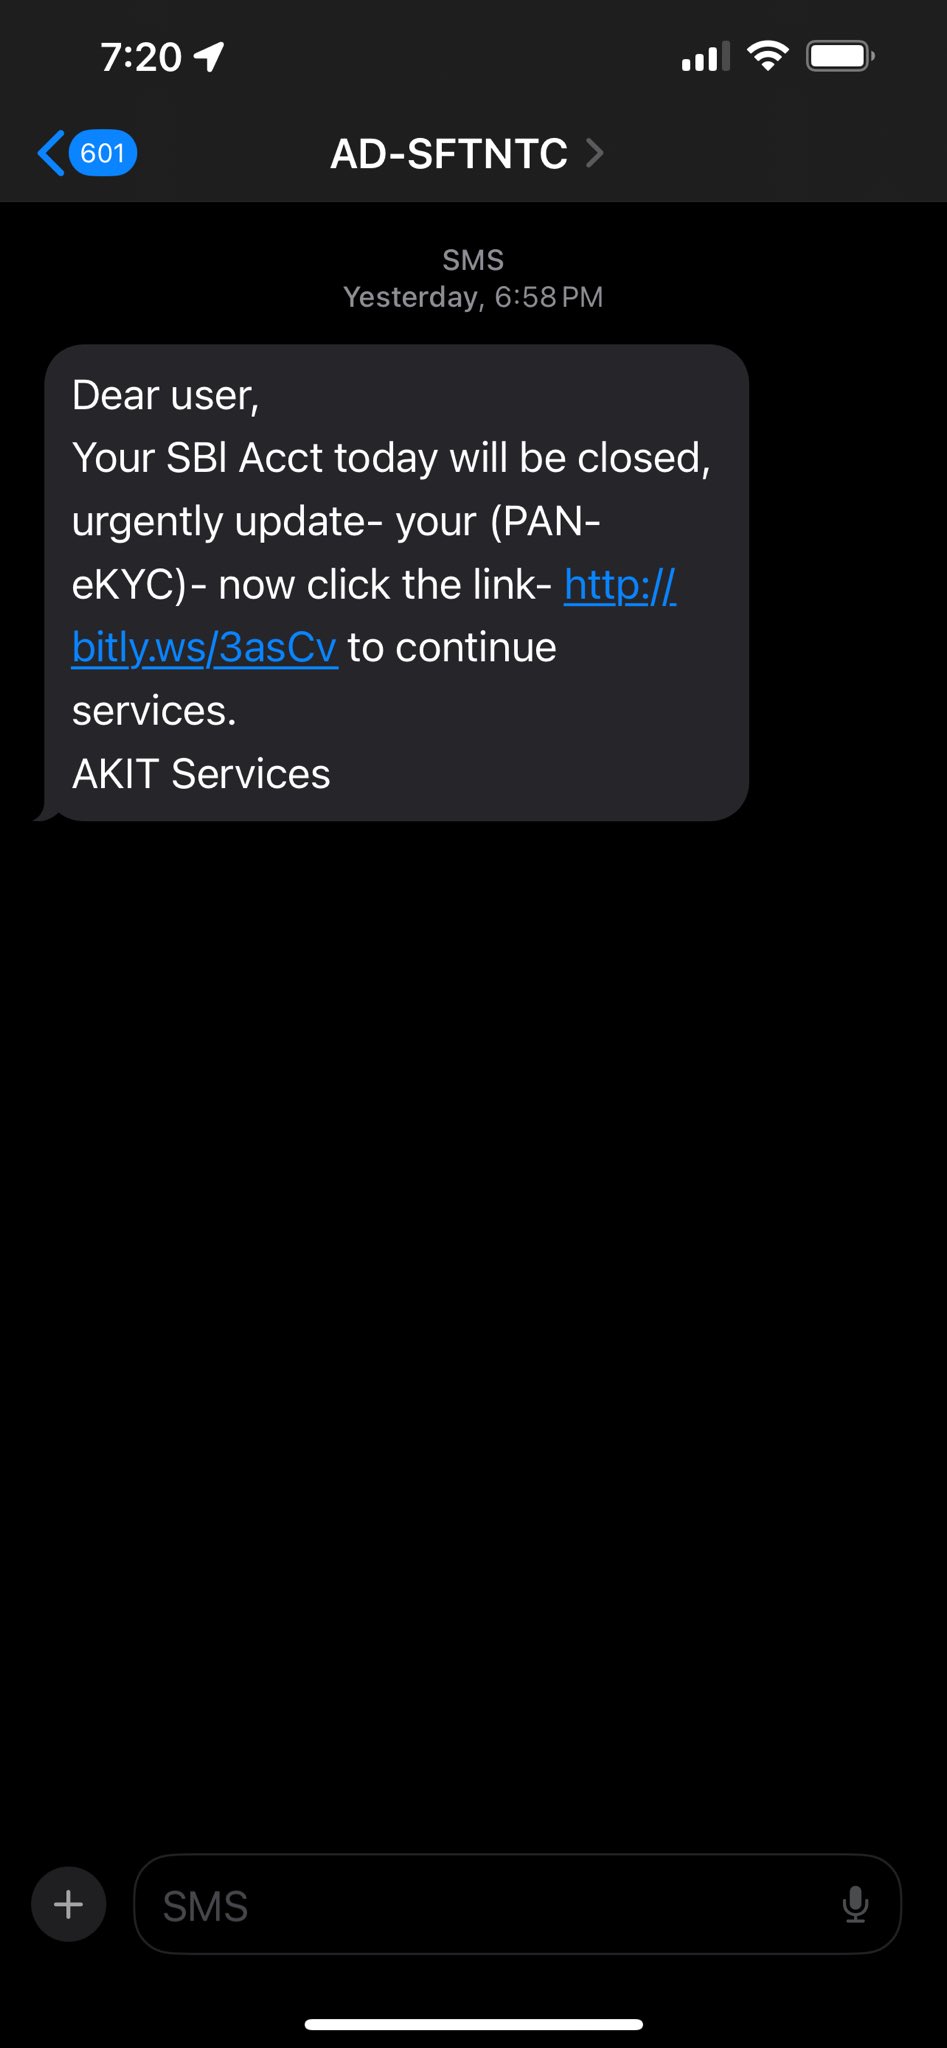 7:20
601
AD-SFTNTC
SMS
Yesterday, 6:58 PM
Dear user,
Your SBl Acct today will be closed,
urgently update- your (PAN-
eKYC)- now click the link- http://
bitly.ws/3asCv to continue
services.
AKIT Services
SMS